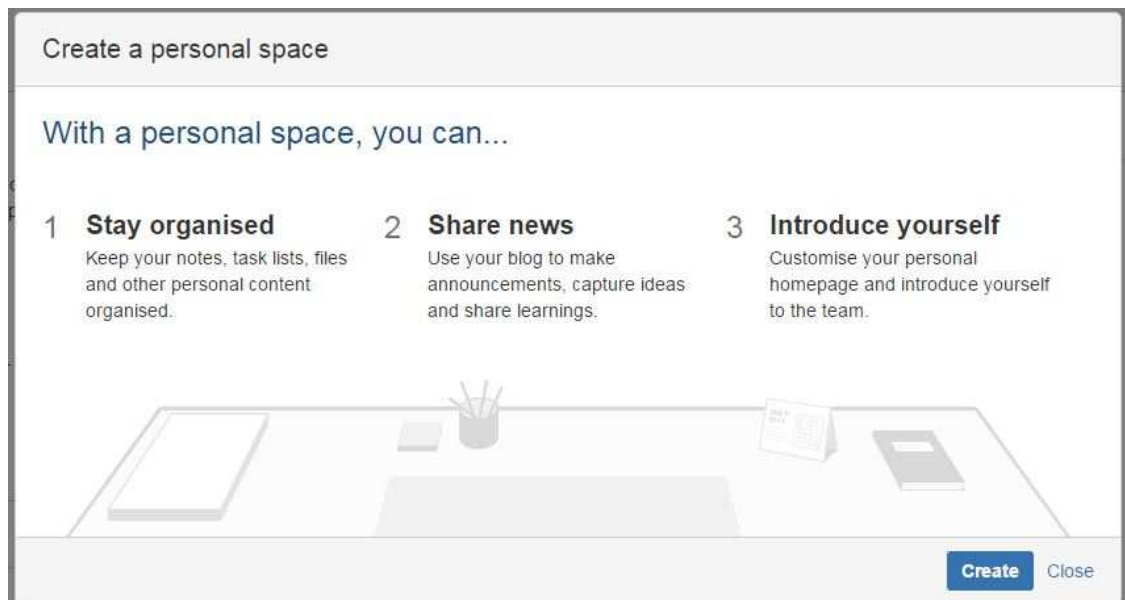 Create a personal space
With a personal space, you can...
1 Stay organised
Keep your notes, task lists, files
and other personal content
organised.
2 Share news
Use your blog to make
announcements, capture ideas
and share learnings.
3 Introduce yourself
Customise your personal
homepage and introduce yourself
to the team.
Create Close